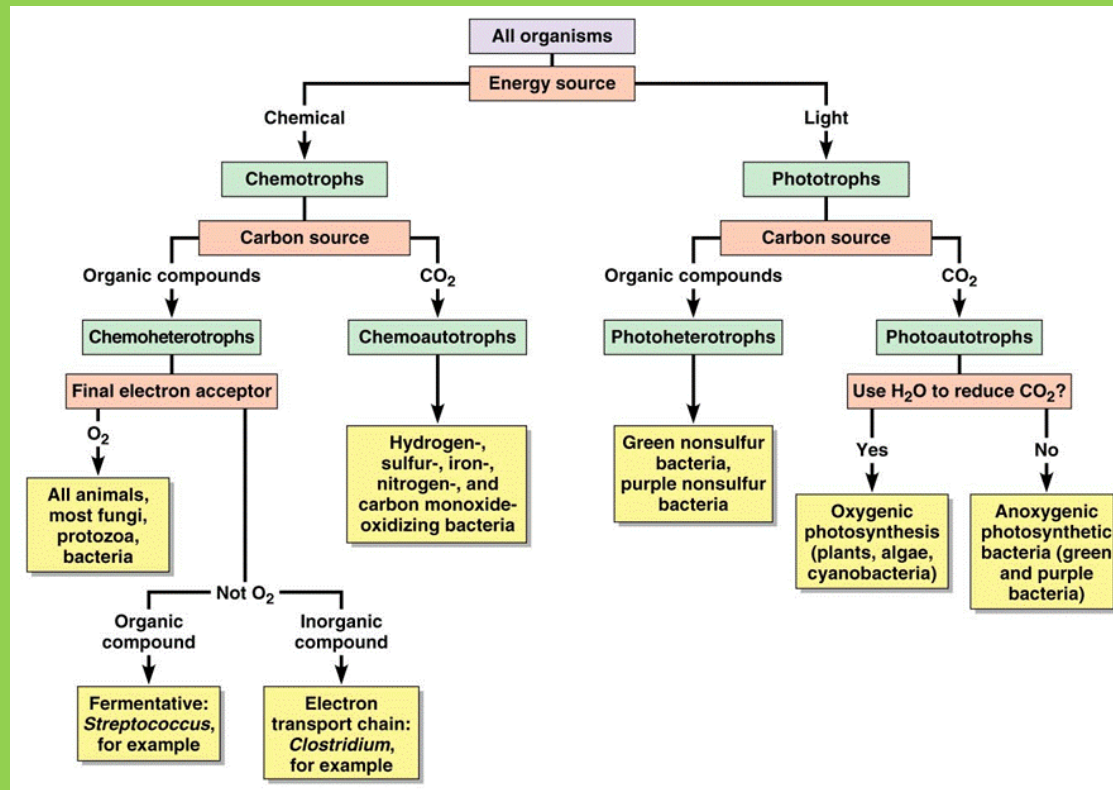 All organisms
Energy source
Chemical
Light
Chemotrophs
Phototrophs
Carbon source
Carbon source
Organic compounds
CO₂
Organic compounds
CO₂
Chemoheterotrophs
Chemoautotrophs
Photoheterotrophs
Photoautotrophs
Final electron acceptor
Use H₂O to reduce CO₂?
O₂
Yes
No
All animals,
most fungi,
protozoa,
bacteria
Hydrogen-,
sulfur-, iron-,
nitrogen-, and
carbon monoxide-
oxidizing bacteria
Green nonsulfur
bacteria,
purple nonsulfur
bacteria
Oxygenic
photosynthesis
(plants, algae,
cyanobacteria)
Anoxygenic
photosynthetic
bacteria (green
and purple
bacteria)
Not O₂
Organic
compound
Inorganic
compound
Fermentative:
Streptococcus,
for example
Electron
transport chain:
Clostridium,
for example